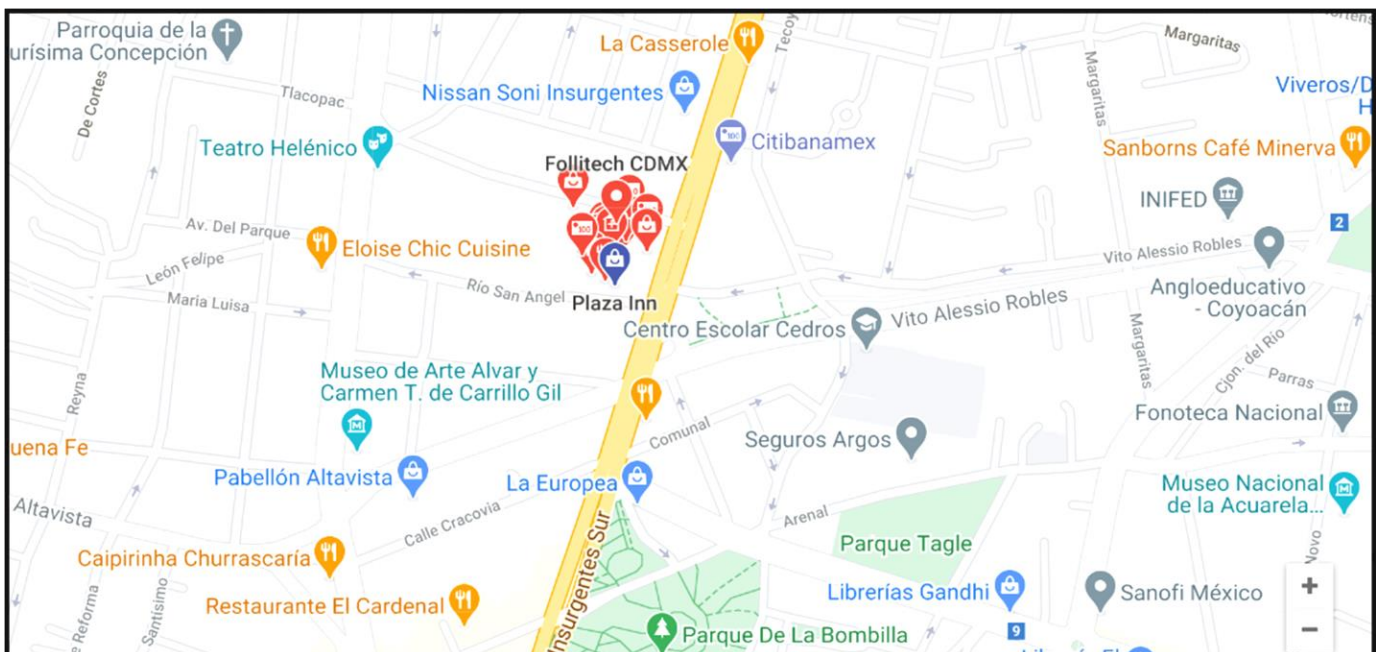 Parroquia de la
urísima Concepción
De Cortes
Tlacopac
Teatro Helénico
La Casserole
Tecoy
Nissan Soni Insurgentes
Citibanamex
Follitech CDMX
Margaritas
Margaritas
Viveros/D
H
Sanborns Café Minerva
INIFED
2
Av. Del Parque
Eloise Chic Cuisine
León Felipe
Maria Luisa
Río San Angel
Plaza Inn
Vito Alessio Robles
Angloeducativo
- Coyoacán
Centro Escolar Cedros
Vito Alessio Robles
Margaritas
Cjon. del Río
Parras
Museo de Arte Alvar y
Carmen T. de Carrillo Gil
Reyna
uena Fe
Comunal
Seguros Argos
Fonoteca Nacional
Pabellón Altavista
La Europea
Museo Nacional
de la Acuarela...
Altavista
Calle Cracovia
Arenal
Insurgentes Sur
Parque Tagle
Novo
Caipirinha Churrascaría
Restaurante El Cardenal
Santísimo
e Reforma
Librerías Gandhi
Sanofi México
+
−
9
Parque De La Bombilla